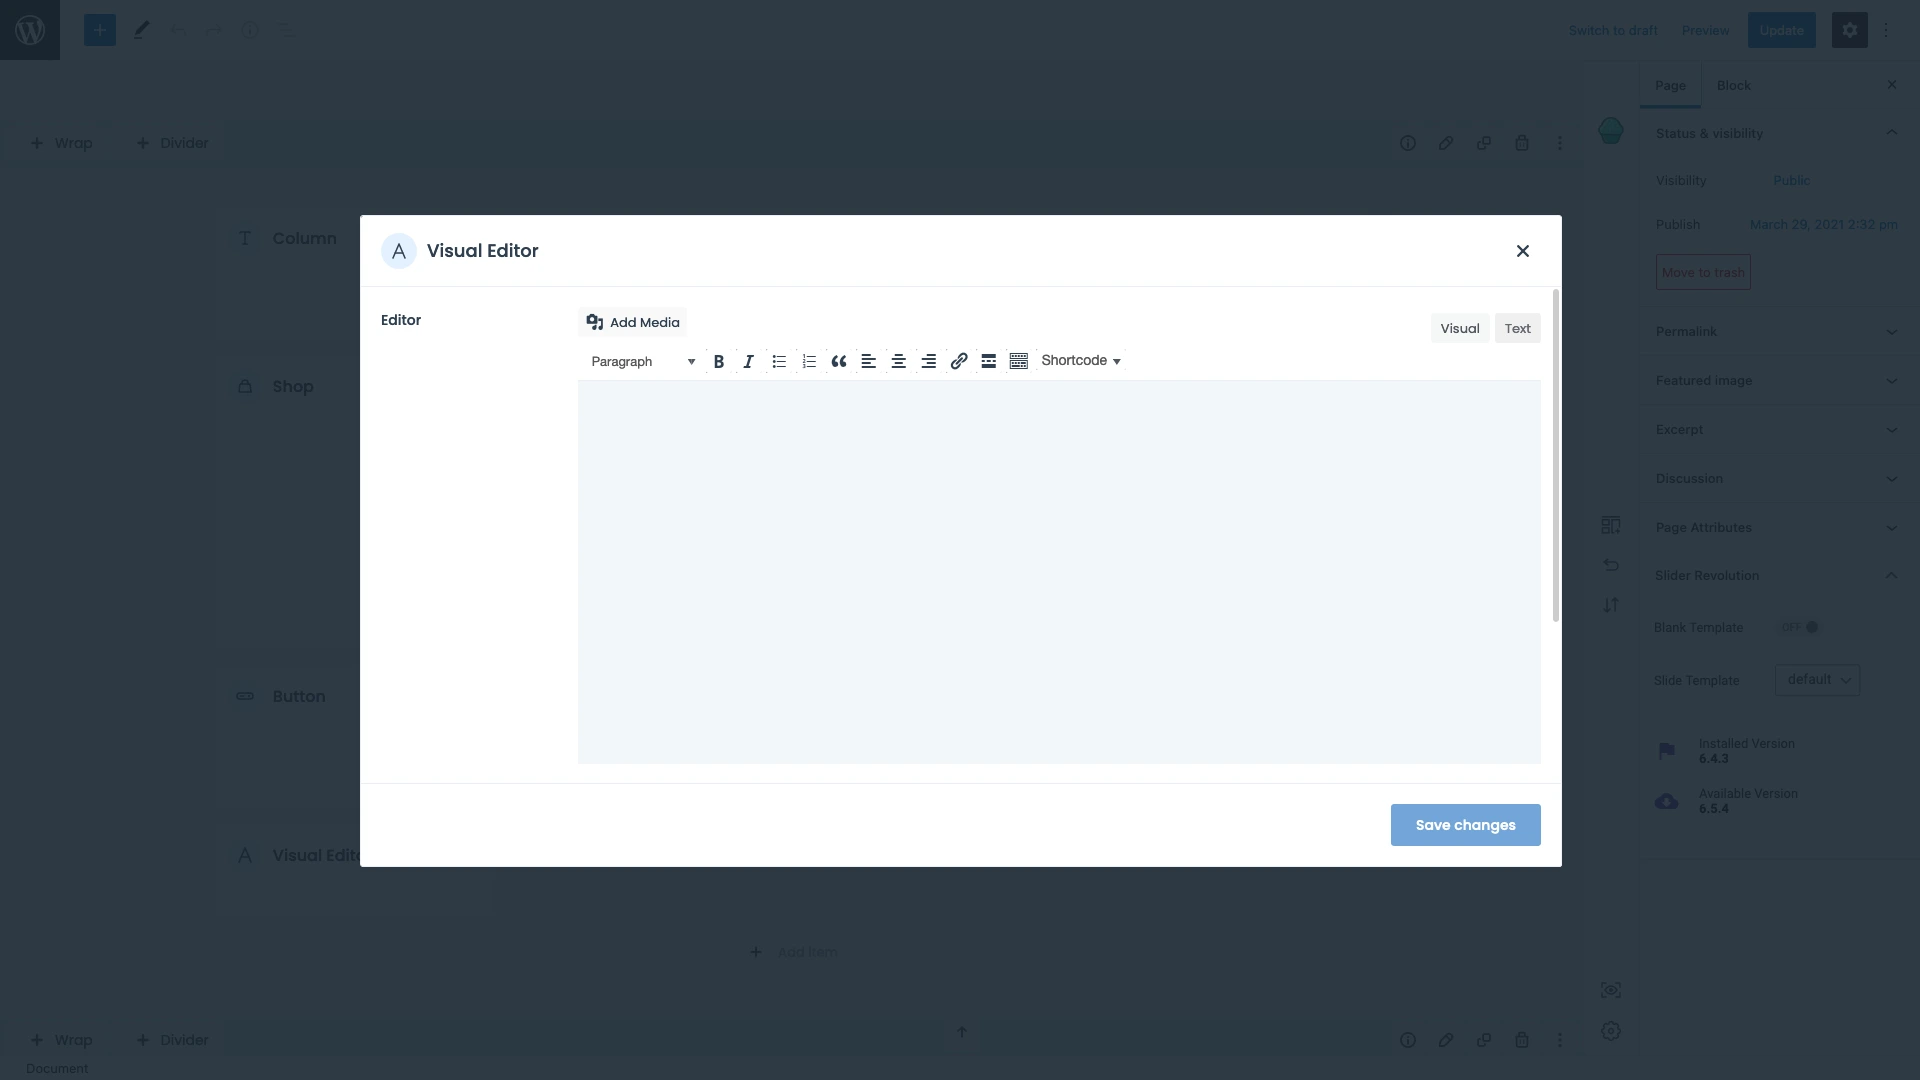 Switch to draft
Preview
Update
Page
Block
Wrap
Divider
Status & visibility
Visibility
Public
Publish
March 29, 2021 2:32 pm
Move to trash
Column
Visual Editor
Editor
Add Media
Visual
Text
Paragraph
Shortcode
Permalink
Featured image
Shop
Excerpt
Discussion
Page Attributes
Slider Revolution
Blank Template
OFF
Slide Template
default
Button
Installed Version
6.4.3
Available Version
6.5.4
Save changes
Visual Edito
Add item
Wrap
Divider
Document